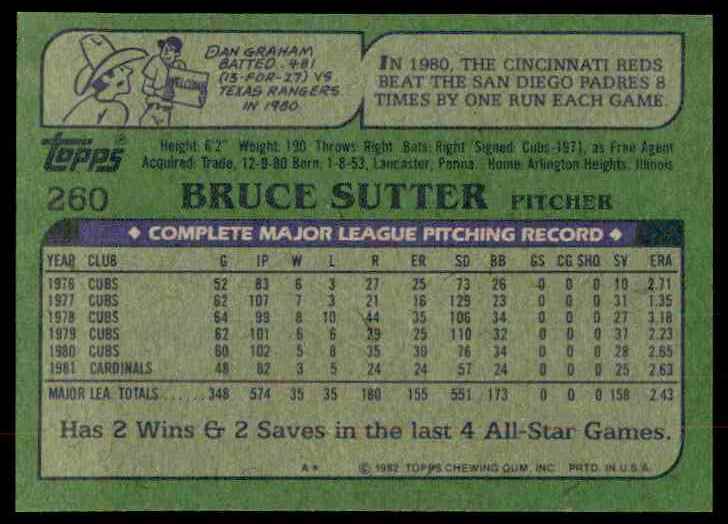 DAN GRAHAM
BATTED .481
(13-FOR-27) VS
TEXAS RANGERS
IN 1980
WELCOME
IN 1980, THE CINCINNATI REDS
BEAT THE SAN DIEGO PADRES 8
TIMES BY ONE RUN EACH GAME.
Topps®
Height: 6'2" Weight: 190 Throws: Right Bats: Right Signed: Cubs-1971, as Free Agent
Acquired: Trade, 12-9-80 Born: 1-8-53, Lancaster, Penna. Home: Arlington Heights, Illinois
260 BRUCE SUTTER PITCHER
◆ COMPLETE MAJOR LEAGUE PITCHING RECORD ◆
YEAR CLUB G IP W L R ER SO BB GS CG SHO SV ERA
1976 CUBS 52 83 6 3 27 25 73 26 0 0 0 10 2.71
1977 CUBS 62 107 7 3 21 16 129 23 0 0 0 31 1.35
1978 CUBS 64 99 8 10 44 35 106 34 0 0 0 27 3.18
1979 CUBS 62 101 6 6 39 25 110 32 0 0 0 37 2.23
1980 CUBS 60 102 5 8 35 30 76 34 0 0 0 28 2.65
1981 CARDINALS 48 82 3 5 24 24 57 24 0 0 0 25 2.63
MAJOR LEA. TOTALS ...... 348 574 35 35 180 155 551 173 0 0 0 158 2.43
Has 2 Wins & 2 Saves in the last 4 All-Star Games.
A* © 1982 TOPPS CHEWING GUM, INC. PRTD. IN U.S.A.